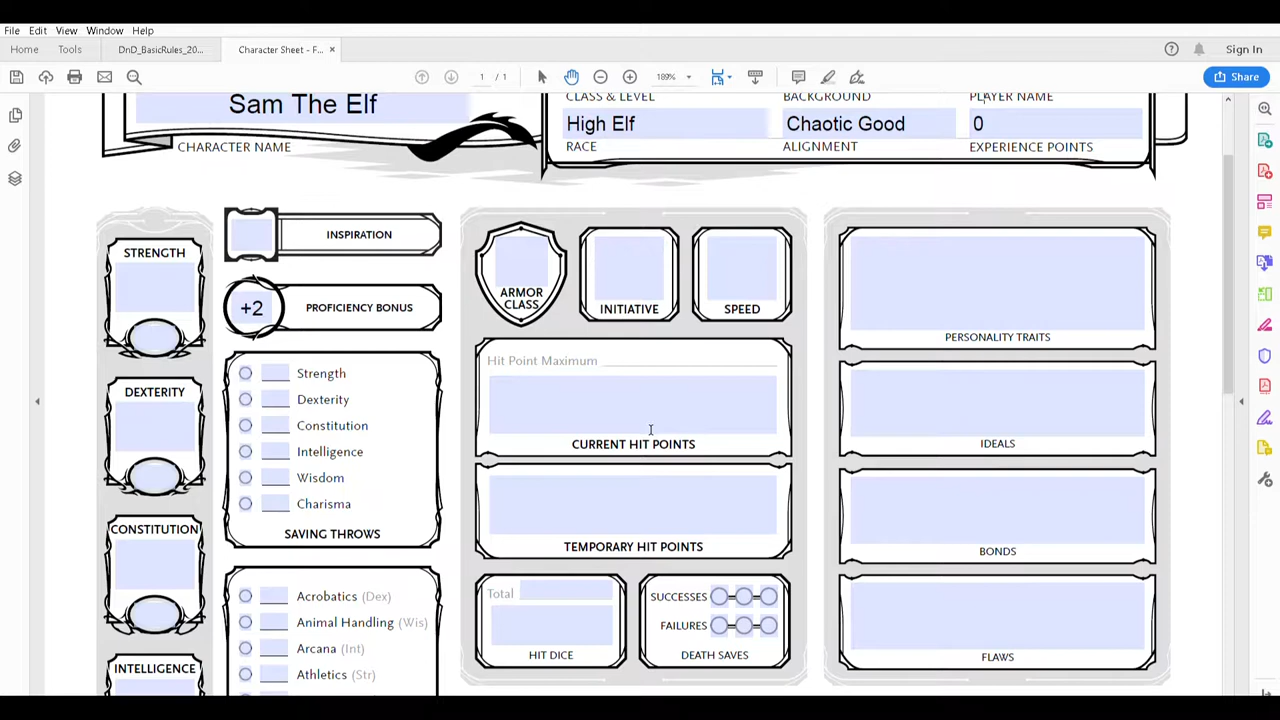 File Edit View Window Help
Home Tools DnD_BasicRules_20... Character Sheet - F... × Sign In
1 / 1 189% Share
Sam The Elf
CHARACTER NAME
CLASS & LEVEL BACKGROUND PLAYER NAME
High Elf Chaotic Good 0
RACE ALIGNMENT EXPERIENCE POINTS
STRENGTH
DEXTERITY
CONSTITUTION
INTELLIGENCE
INSPIRATION
+2 PROFICIENCY BONUS
Strength
Dexterity
Constitution
Intelligence
Wisdom
Charisma
SAVING THROWS
Acrobatics (Dex)
Animal Handling (Wis)
Arcana (Int)
Athletics (Str)
ARMOR
CLASS
INITIATIVE
SPEED
Hit Point Maximum
CURRENT HIT POINTS
TEMPORARY HIT POINTS
Total
HIT DICE
SUCCESSES
FAILURES
DEATH SAVES
PERSONALITY TRAITS
IDEALS
BONDS
FLAWS